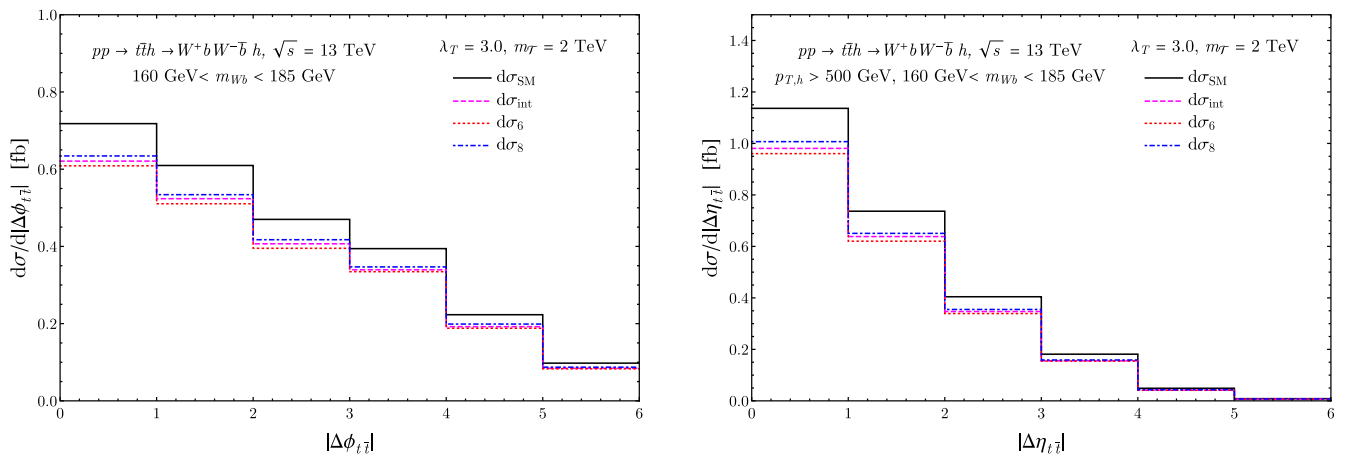 pp → tt̄h → W⁺bW⁻b̄ h, √s = 13 TeV
160 GeV< m_Wb < 185 GeV
λ_T = 3.0, m_𝒯 = 2 TeV
dσ_SM
dσ_int
dσ_6
dσ_8
dσ/d|Δϕ_tt̄| [fb]
1.0
0.8
0.6
0.4
0.2
0.0
0 1 2 3 4 5 6
|Δϕ_tt̄|
pp → tt̄h → W⁺bW⁻b̄ h, √s = 13 TeV
p_T,h > 500 GeV, 160 GeV< m_Wb < 185 GeV
λ_T = 3.0, m_𝒯 = 2 TeV
dσ_SM
dσ_int
dσ_6
dσ_8
dσ/d|Δη_tt̄| [fb]
1.4
1.2
1.0
0.8
0.6
0.4
0.2
0.0
0 1 2 3 4 5 6
|Δη_tt̄|